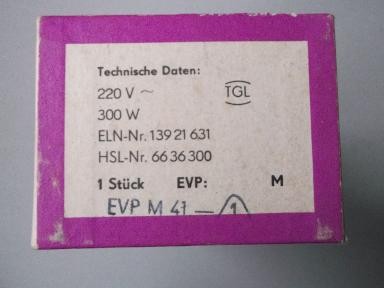 Technische Daten:
220 V ~ TGL
300 W
ELN-Nr. 139 21 631
HSL-Nr. 66 36 300
1 Stück EVP: M
EVP M 41 — 1